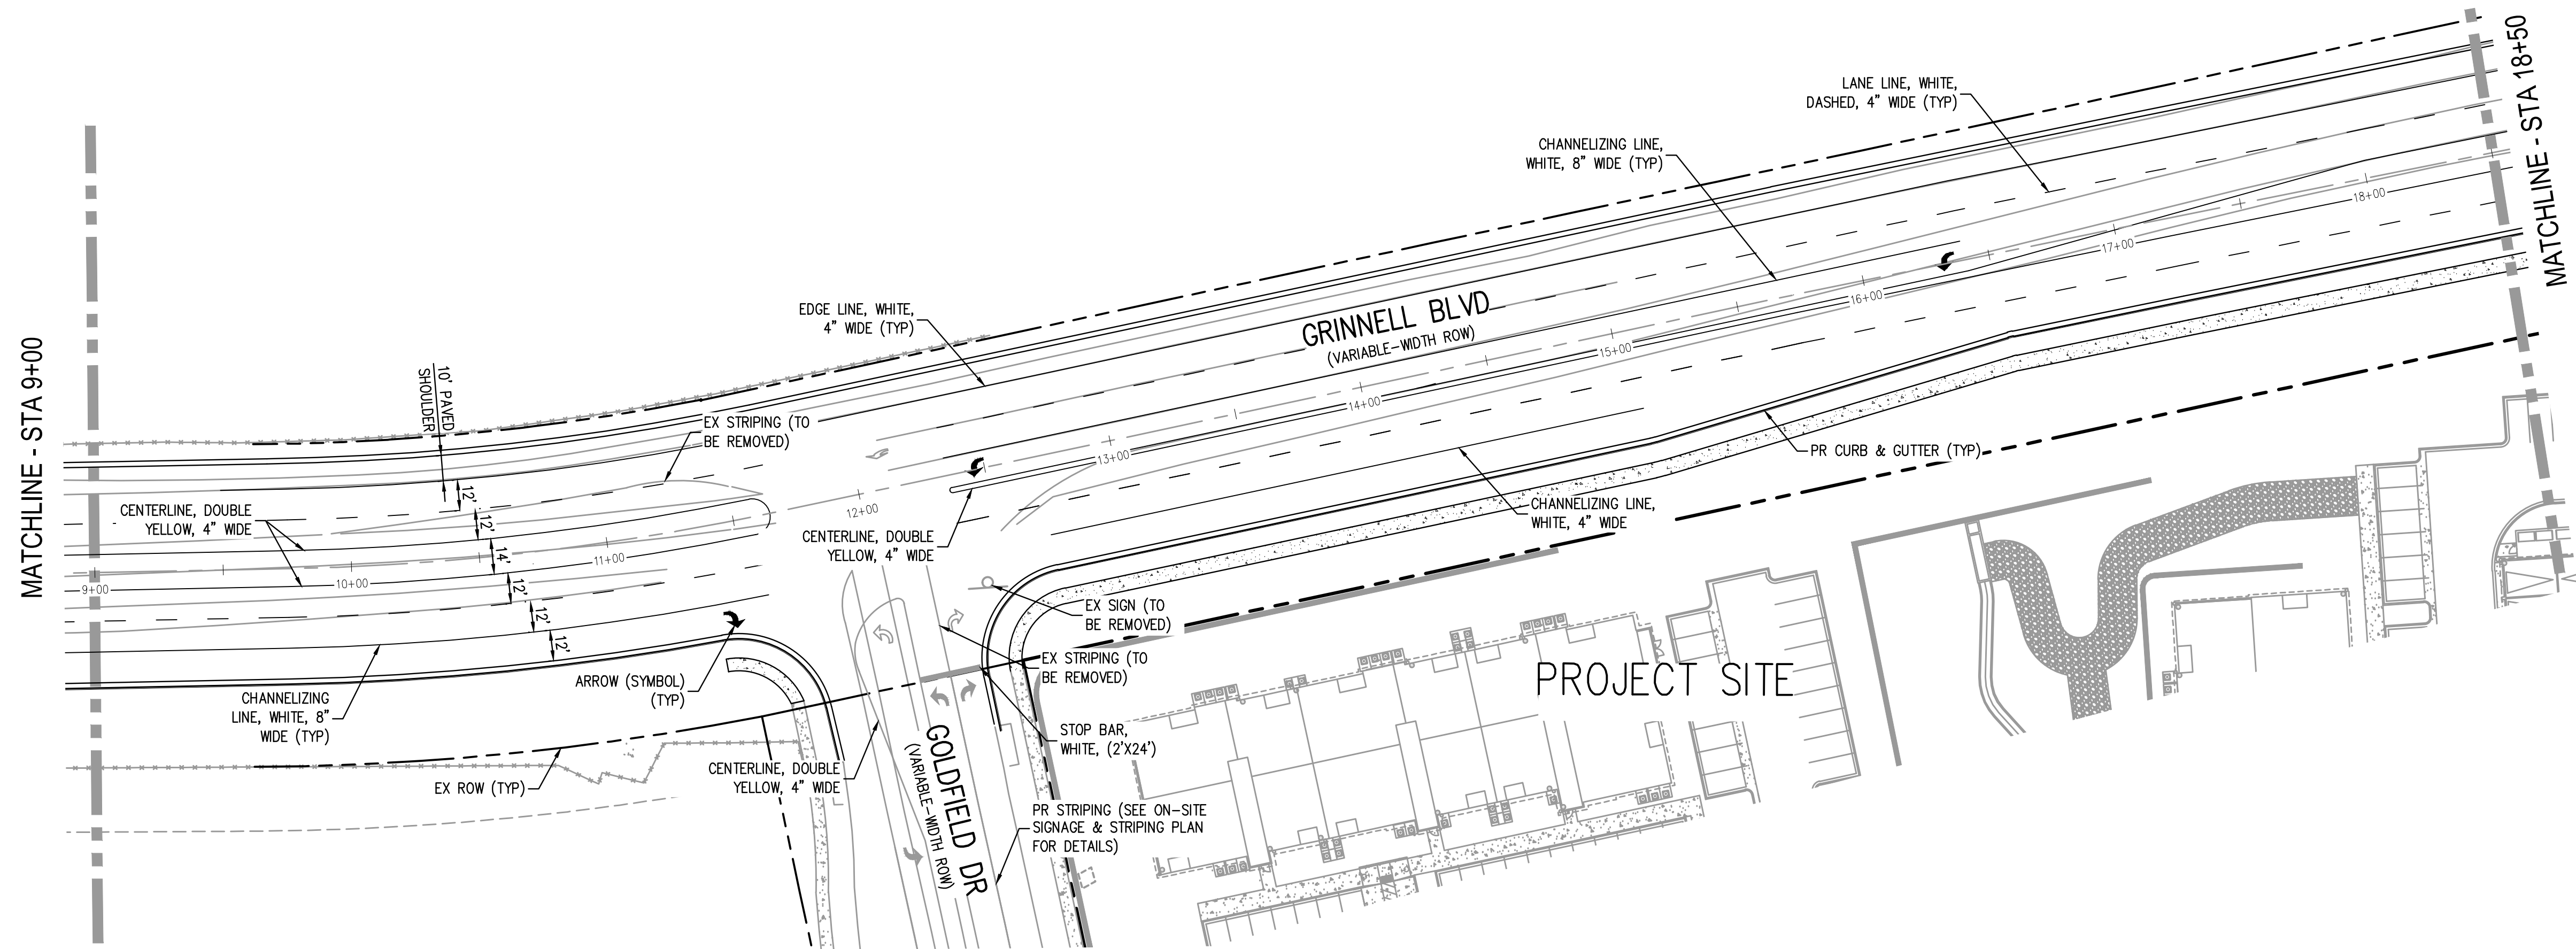 MATCHLINE - STA 9+00
MATCHLINE - STA 18+50
LANE LINE, WHITE,
DASHED, 4" WIDE (TYP)
CHANNELIZING LINE,
WHITE, 8" WIDE (TYP)
EDGE LINE, WHITE,
4" WIDE (TYP)
GRINNELL BLVD
(VARIABLE-WIDTH ROW)
10' PAVED
SHOULDER
EX STRIPING (TO
BE REMOVED)
CENTERLINE, DOUBLE
YELLOW, 4" WIDE
12'
12'
14'
12'
12'
12'
9+00
10+00
11+00
12+00
13+00
14+00
15+00
16+00
17+00
18+00
CENTERLINE, DOUBLE
YELLOW, 4" WIDE
PR CURB & GUTTER (TYP)
CHANNELIZING LINE,
WHITE, 4" WIDE
EX SIGN (TO
BE REMOVED)
EX STRIPING (TO
BE REMOVED)
ARROW (SYMBOL)
(TYP)
CHANNELIZING
LINE, WHITE, 8"
WIDE (TYP)
STOP BAR,
WHITE, (2'X24')
CENTERLINE, DOUBLE
YELLOW, 4" WIDE
EX ROW (TYP)
GOLDFIELD DR
(VARIABLE-WIDTH ROW)
PR STRIPING (SEE ON-SITE
SIGNAGE & STRIPING PLAN
FOR DETAILS)
PROJECT SITE